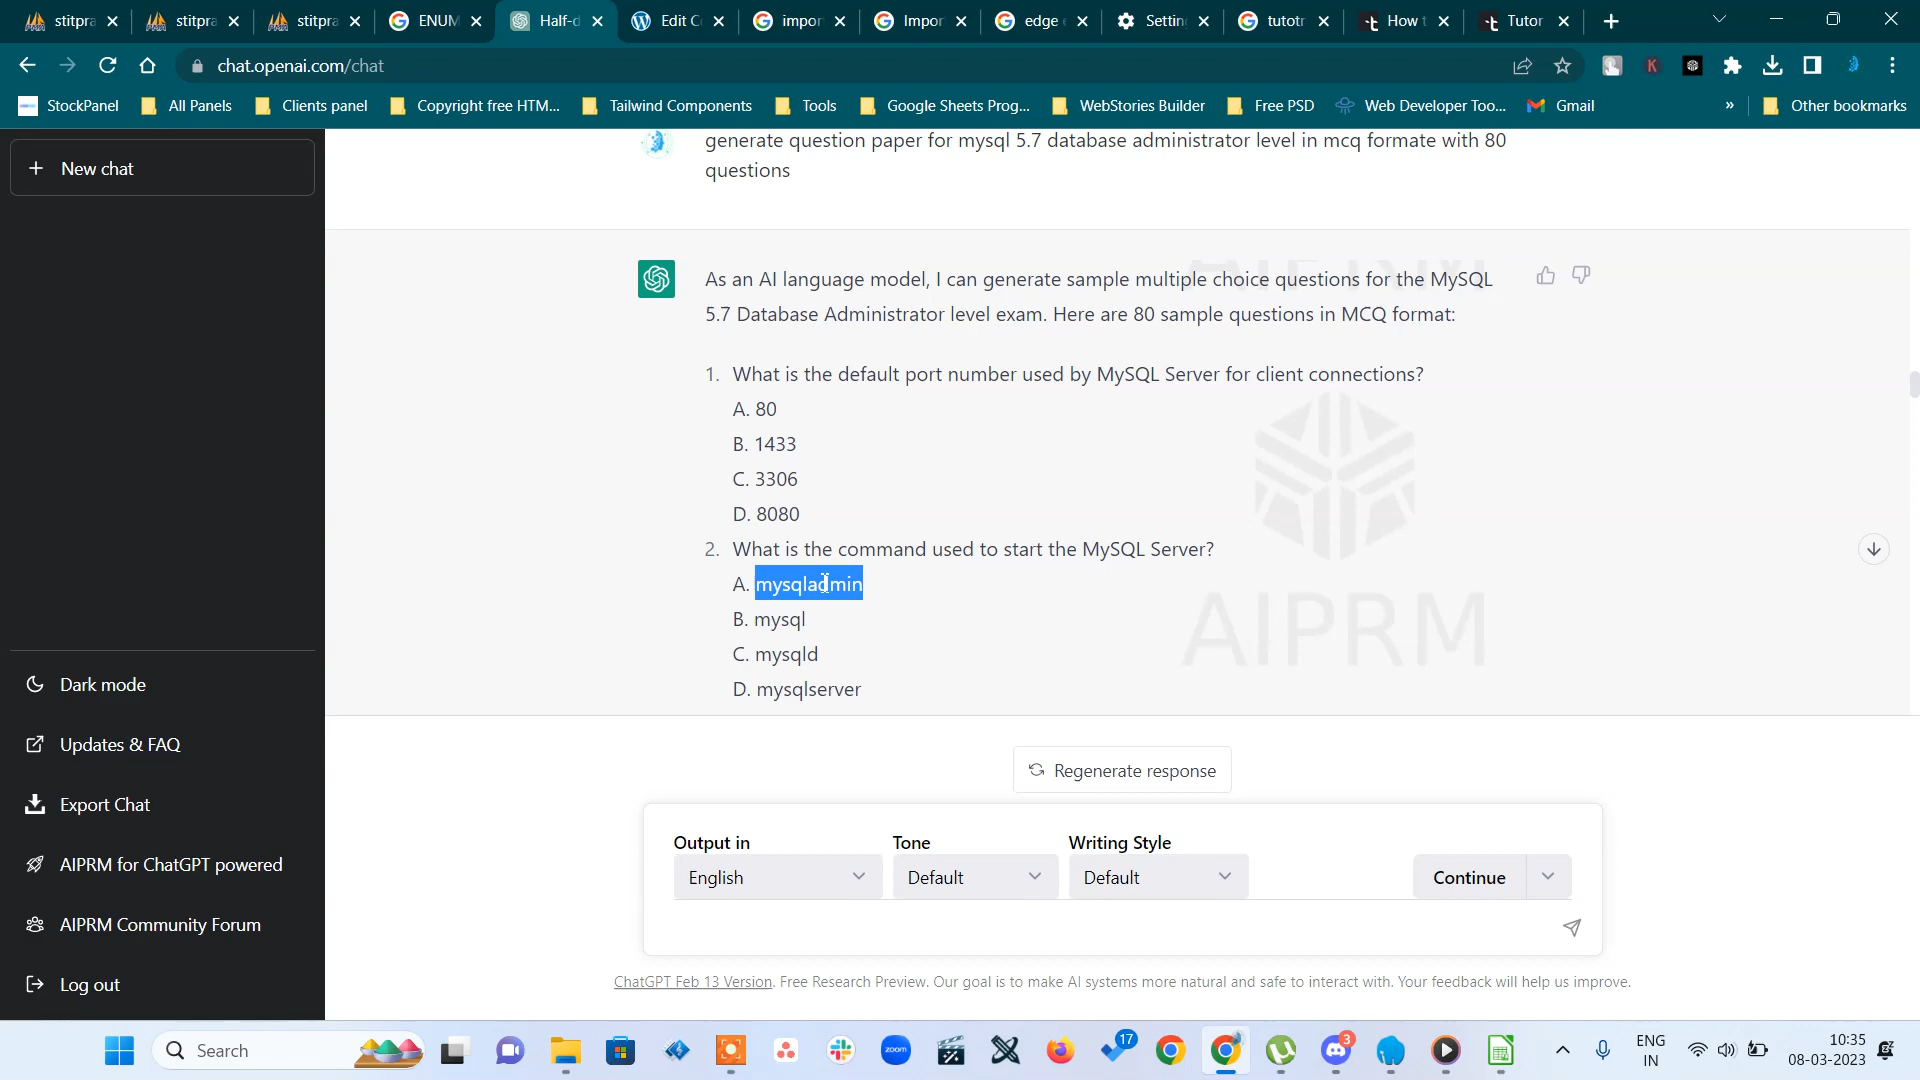 stitpra
stitpra
stitpra
ENUM
Half-d
Edit C
impor
Impor
edge
Settin
tutotr
How t
Tutor
chat.openai.com/chat
StockPanel
All Panels
Clients panel
Copyright free HTM...
Tailwind Components
Tools
Google Sheets Prog...
WebStories Builder
Free PSD
Web Developer Too...
Gmail
»
Other bookmarks
New chat
generate question paper for mysql 5.7 database administrator level in mcq formate with 80
questions
As an AI language model, I can generate sample multiple choice questions for the MySQL
5.7 Database Administrator level exam. Here are 80 sample questions in MCQ format:
1. What is the default port number used by MySQL Server for client connections?
A. 80
B. 1433
C. 3306
D. 8080
2. What is the command used to start the MySQL Server?
A. mysqladmin
B. mysql
C. mysqld
D. mysqlserver
AIPRM
AIPRM
Dark mode
Updates & FAQ
Export Chat
AIPRM for ChatGPT powered
AIPRM Community Forum
Log out
Regenerate response
Output in
Tone
Writing Style
English
Default
Default
Continue
ChatGPT Feb 13 Version. Free Research Preview. Our goal is to make AI systems more natural and safe to interact with. Your feedback will help us improve.
Search
zoom
17
3
ENG
IN
10:35
08-03-2023